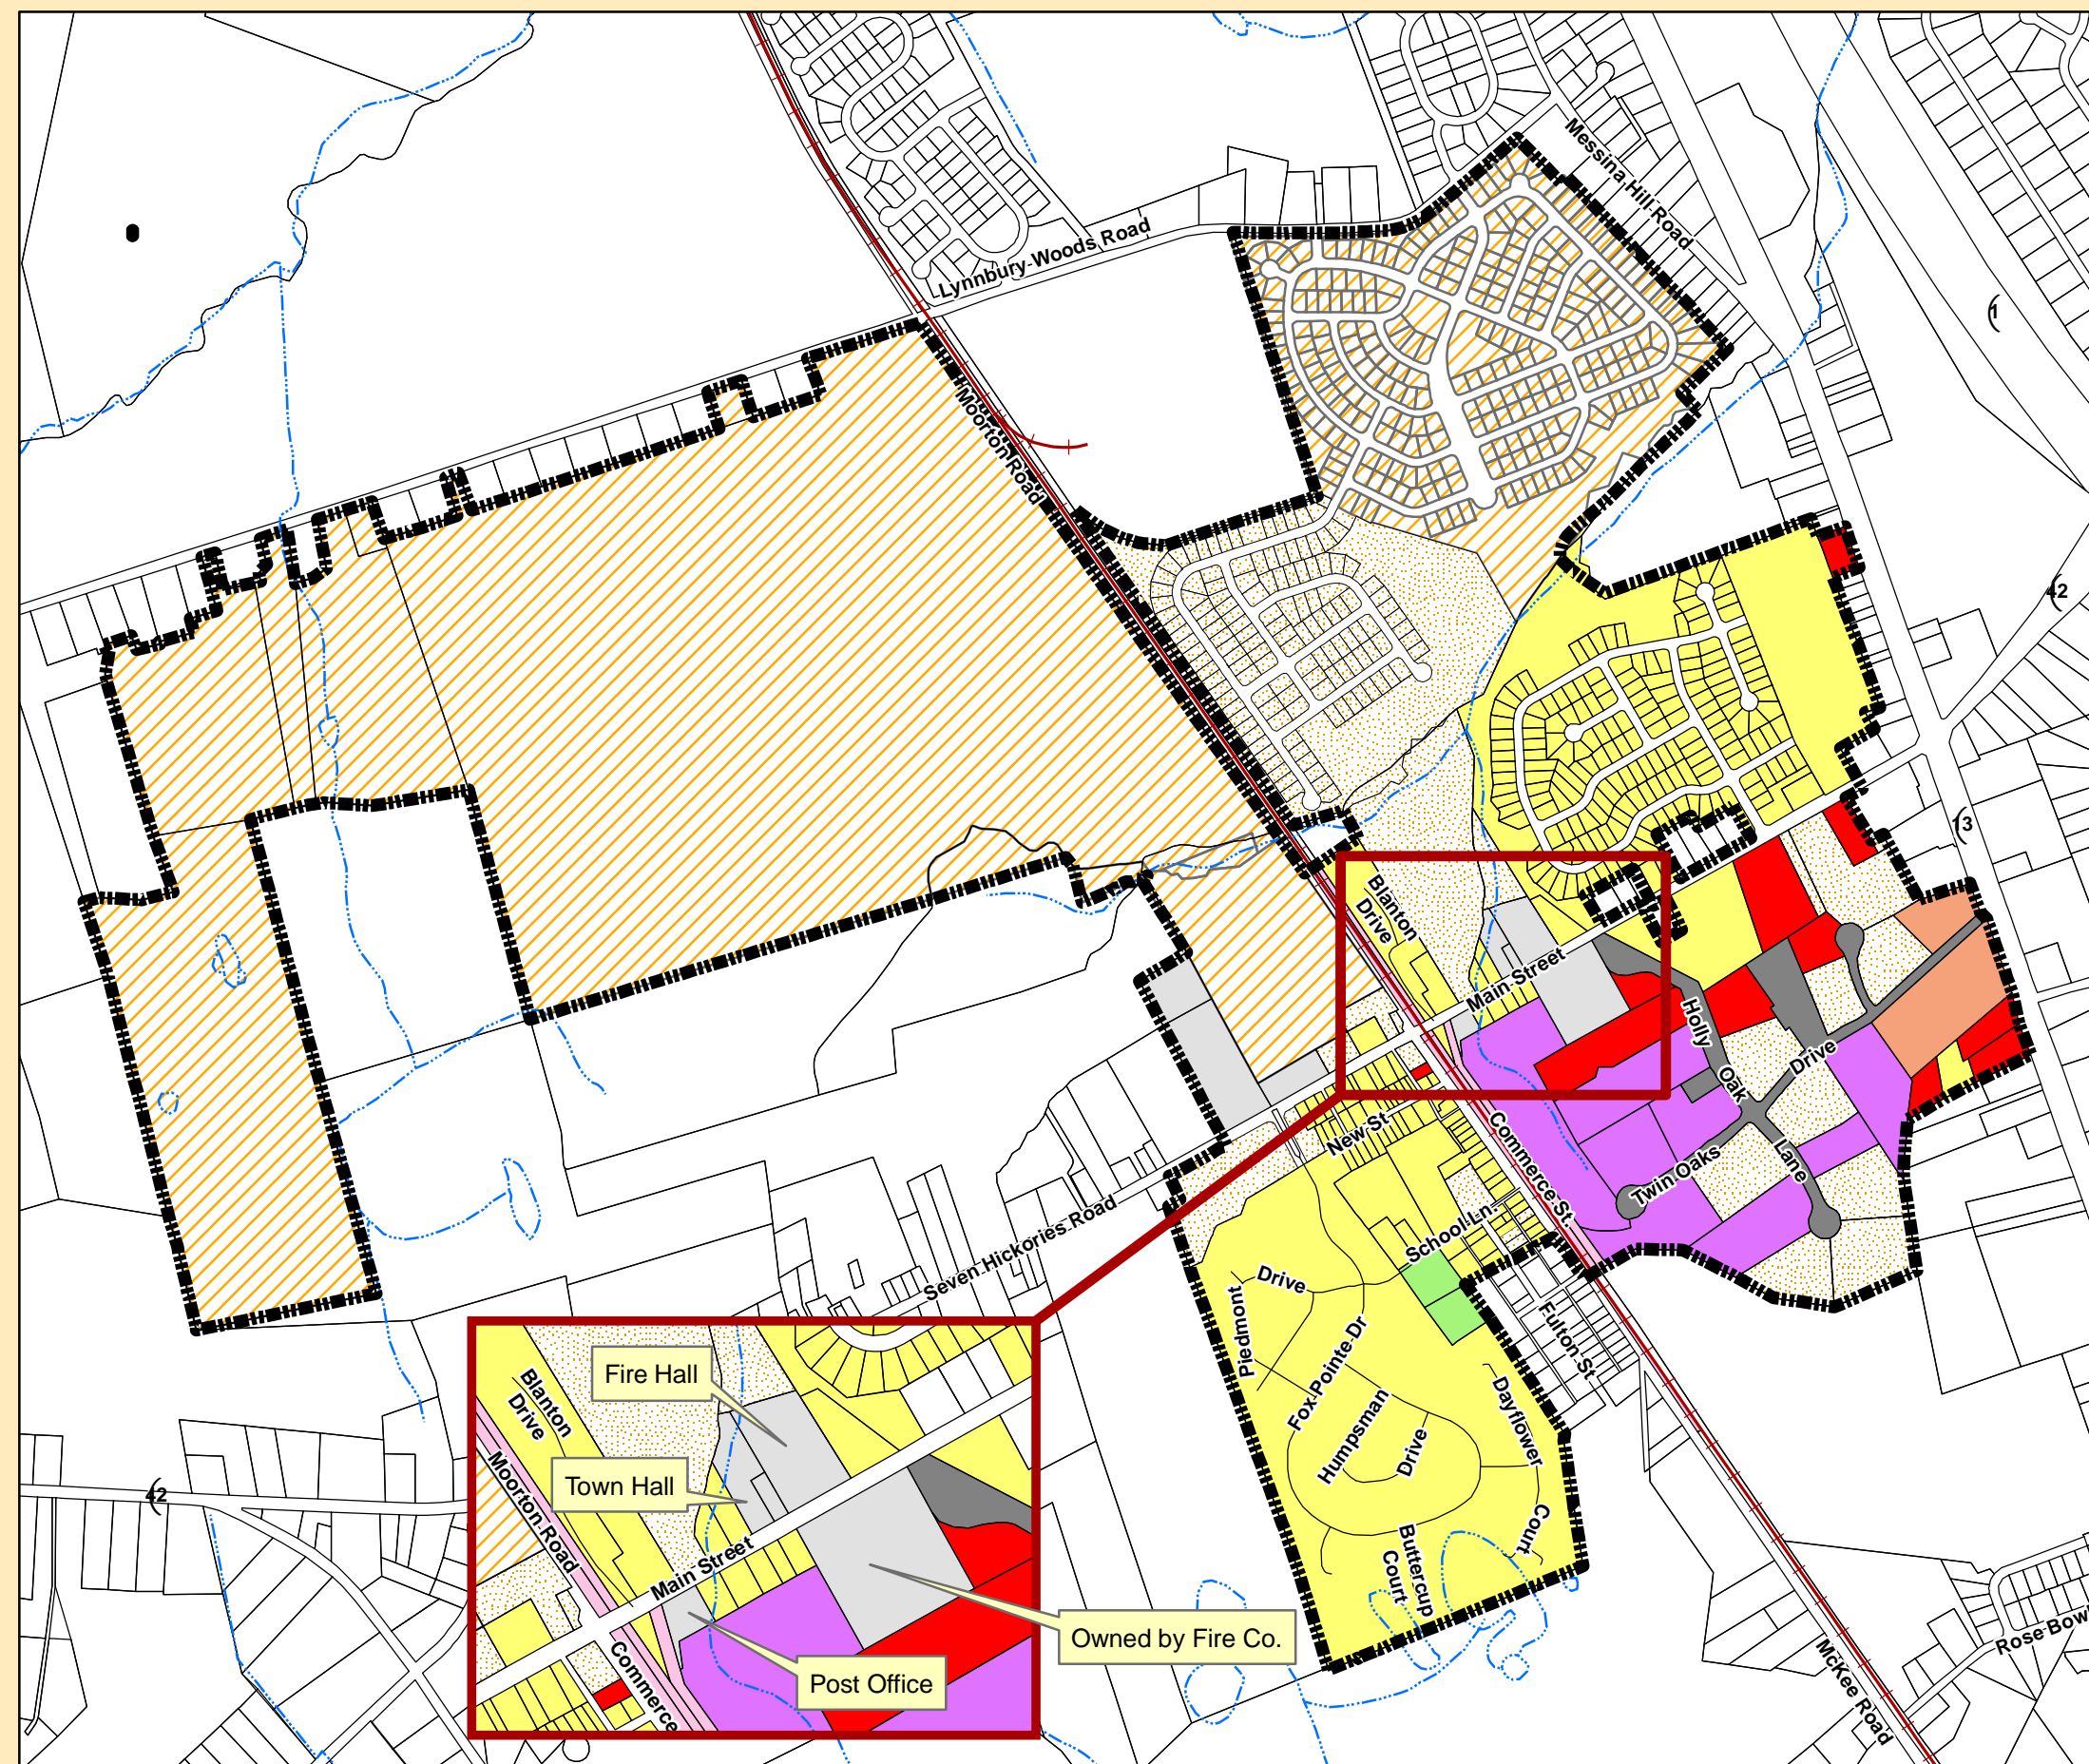 Messina Hill Road
Lynnbury Woods Road
1
Moorton Road
42
13
Blanton
Drive
Main Street
Holly
Oak
Drive
Lane
Twin Oaks
New St
Commerce St.
School Ln.
Seven Hickories Road
Drive
Piedmont
Fox Pointe Dr
Humpsman
Drive
Fulton St
Dayflower
Court
Buttercup
Court
42
McKee Road
Fire Hall
Blanton
Drive
Town Hall
Moorton Road
Main Street
Owned by Fire Co.
Post Office
Commerce